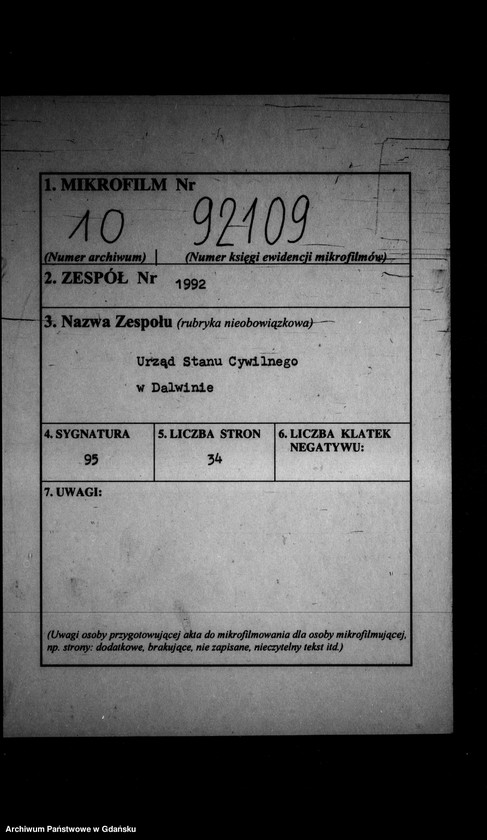 1. MIKROFILM Nr
10 92109
(Numer archiwum) (Numer księgi ewidencji mikrofilmów)
2. ZESPÓŁ Nr 1992
3. Nazwa Zespołu (rubryka nieobowiązkowa)
Urząd Stanu Cywilnego
w Dalwinie
4. SYGNATURA 5. LICZBA STRON 6. LICZBA KLATEK
NEGATYWU:
95 34
7. UWAGI:
(Uwagi osoby przygotowującej akta do mikrofilmowania dla osoby mikrofilmującej,
np. strony: dodatkowe, brakujące, nie zapisane, nieczytelny tekst itd.)
Archiwum Państwowe w Gdańsku